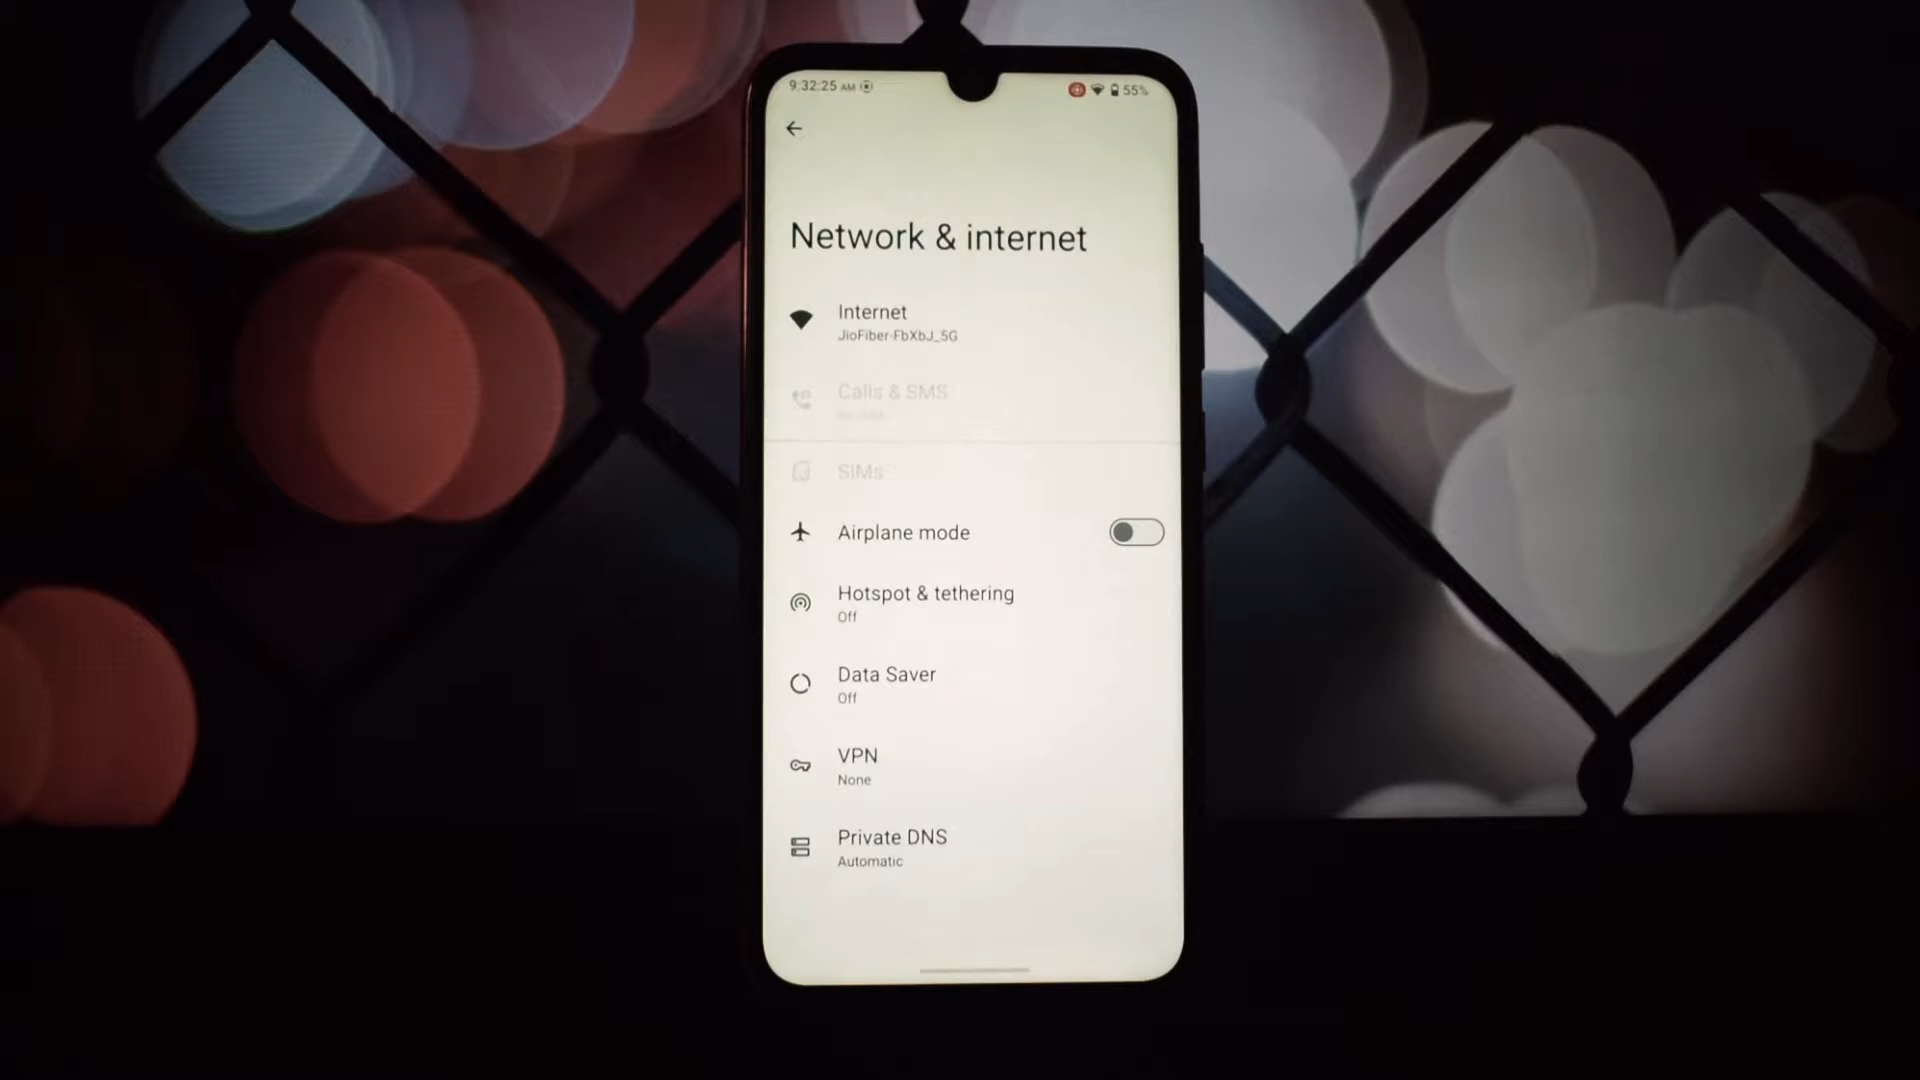 9:32:25 AM
55%
Network & internet
Internet
JioFiber-FbXbJ_5G
Calls & SMS
SIMs
Airplane mode
Hotspot & tethering
Off
Data Saver
Off
VPN
None
Private DNS
Automatic